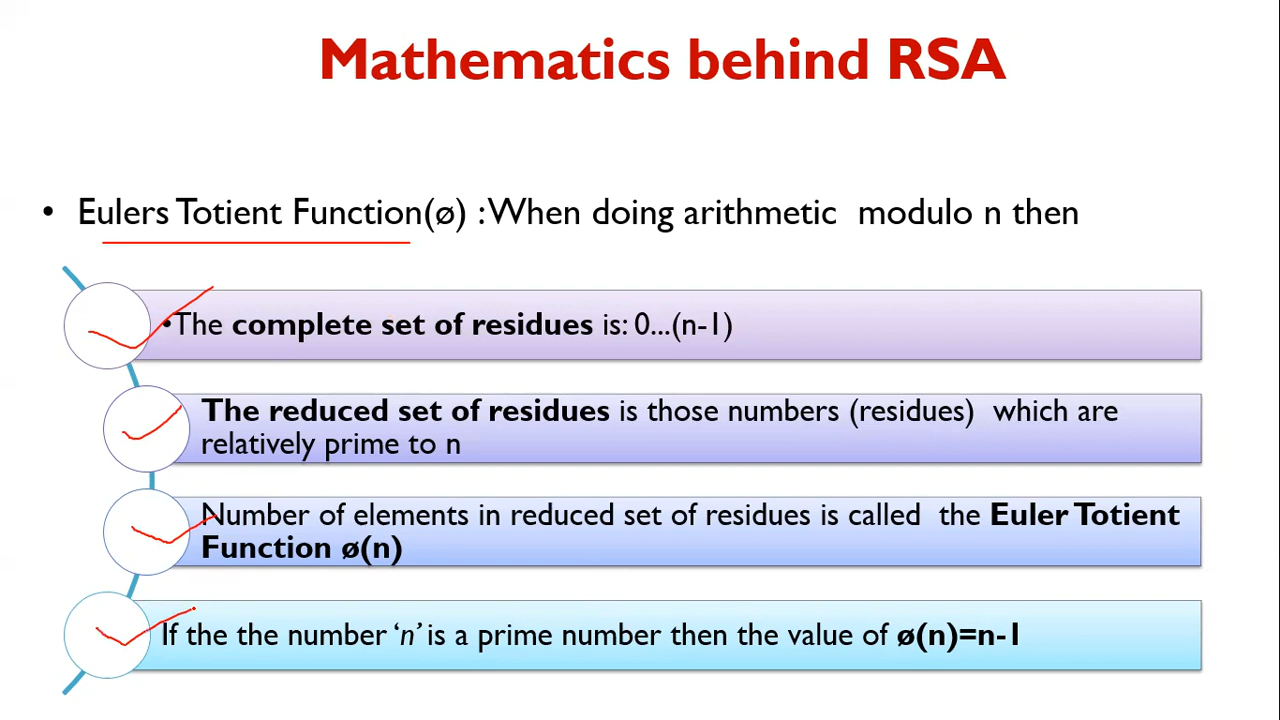 Mathematics behind RSA
• Eulers Totient Function(ø) : When doing arithmetic modulo n then
•The complete set of residues is: 0...(n-1)
The reduced set of residues is those numbers (residues) which are
relatively prime to n
Number of elements in reduced set of residues is called the Euler Totient
Function ø(n)
If the the number ‘n’ is a prime number then the value of ø(n)=n-1